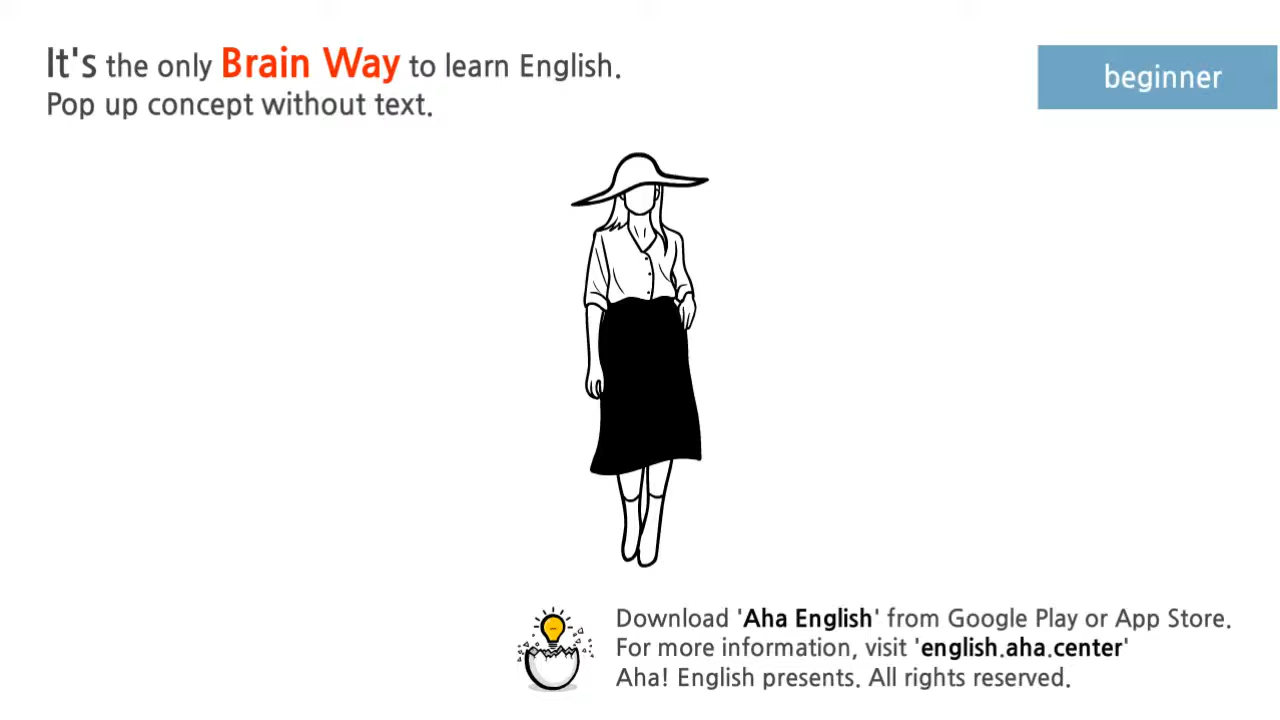 It's the only Brain Way to learn English.
Pop up concept without text.
beginner
Download 'Aha English' from Google Play or App Store.
For more information, visit 'english.aha.center'
Aha! English presents. All rights reserved.